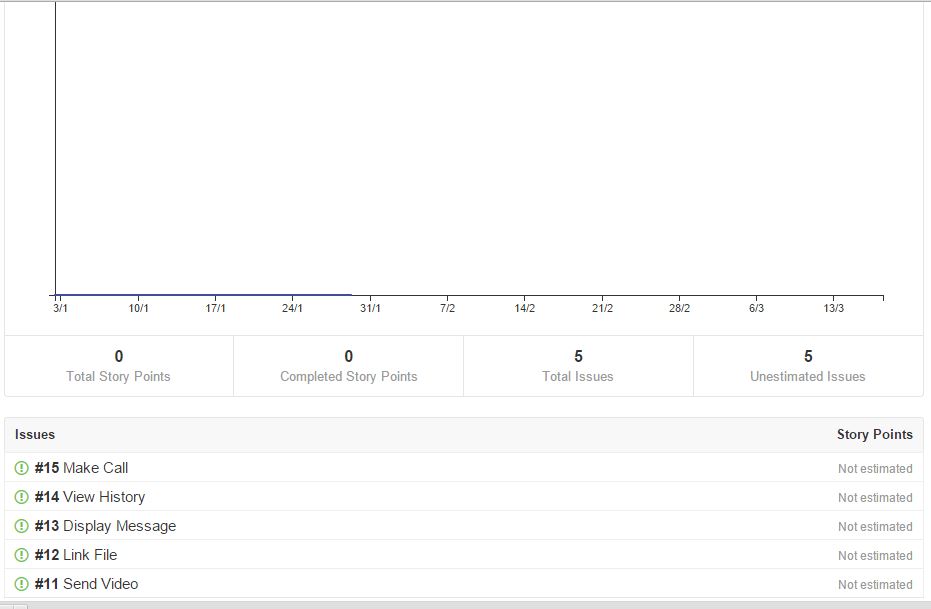 3/1 10/1 17/1 24/1 31/1 7/2 14/2 21/2 28/2 6/3 13/3
0 0 5 5
Total Story Points Completed Story Points Total Issues Unestimated Issues
Issues Story Points
#15 Make Call Not estimated
#14 View History Not estimated
#13 Display Message Not estimated
#12 Link File Not estimated
#11 Send Video Not estimated